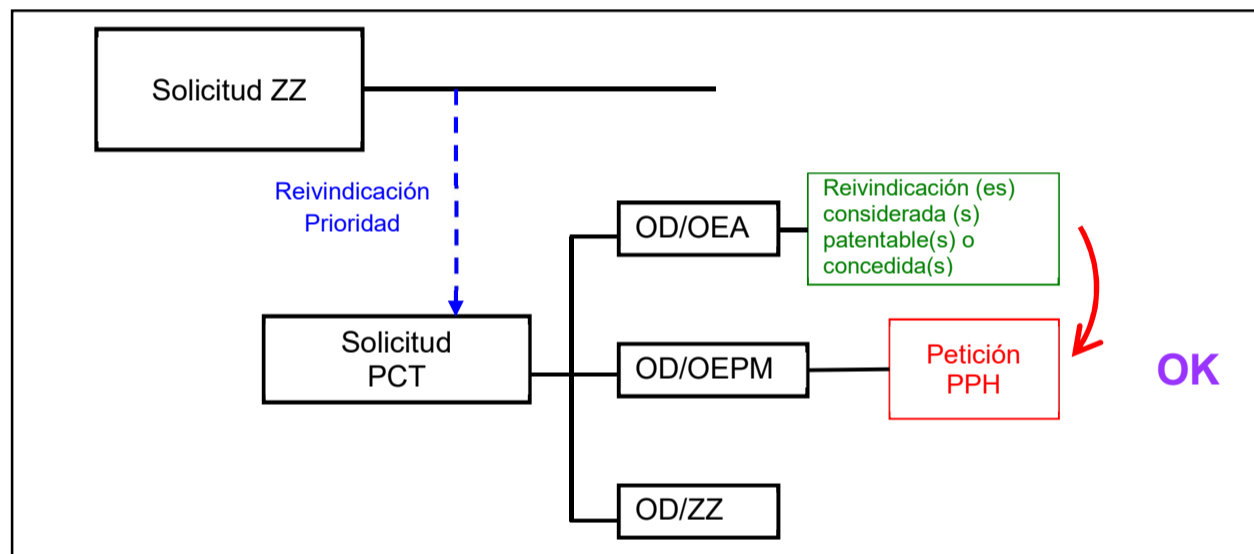 Solicitud ZZ
Reivindicación
Prioridad
OD/OEA
Reivindicación (es)
considerada (s)
patentable(s) o
concedida(s)
Solicitud
PCT
OD/OEPM
Petición
PPH
OK
OD/ZZ